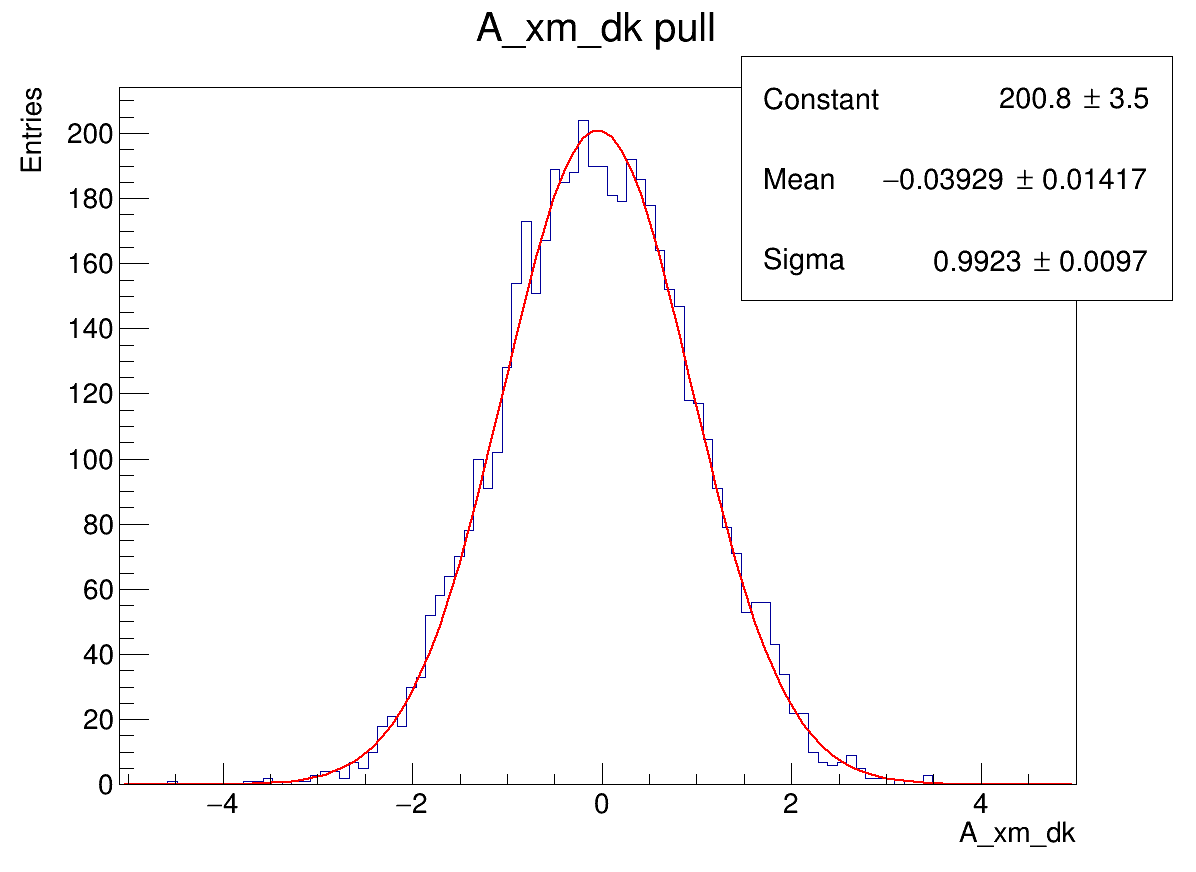 A_xm_dk pull
Constant 200.8 ± 3.5
Mean −0.03929 ± 0.01417
Sigma 0.9923 ± 0.0097
Entries
200
180
160
140
120
100
80
60
40
20
0
−4 −2 0 2 4
A_xm_dk